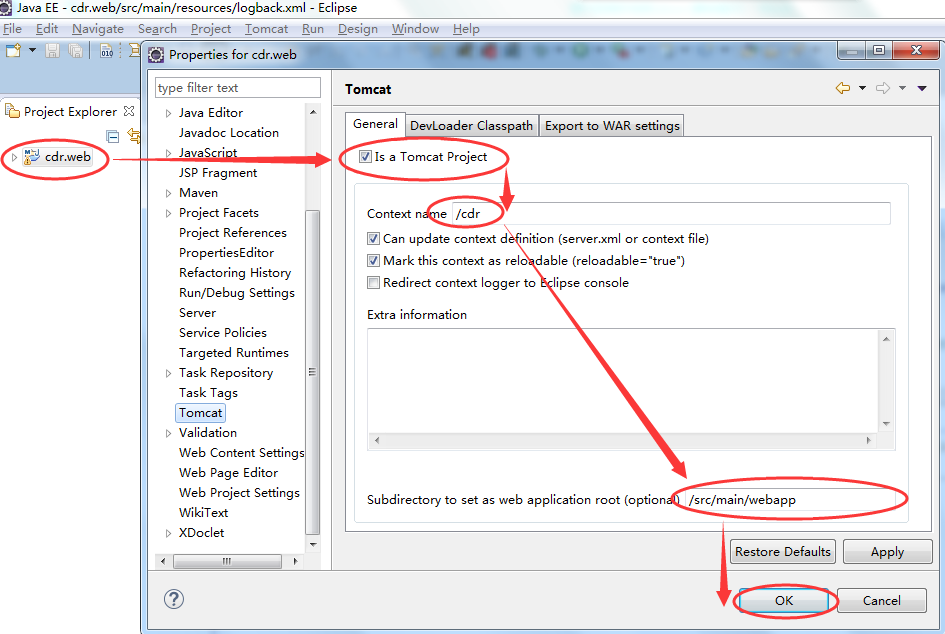 Java EE - cdr.web/src/main/resources/logback.xml - Eclipse
File Edit Navigate Search Project Tomcat Run Design Window Help
010
Properties for cdr.web
Project Explorer
cdr.web
type filter text
Java Editor
Javadoc Location
JavaScript
JSP Fragment
Maven
Project Facets
Project References
PropertiesEditor
Refactoring History
Run/Debug Settings
Server
Service Policies
Targeted Runtimes
Task Repository
Task Tags
Tomcat
Validation
Web Content Settings
Web Page Editor
Web Project Settings
WikiText
XDoclet
Tomcat
General DevLoader Classpath Export to WAR settings
Is a Tomcat Project
Context name /cdr
Can update context definition (server.xml or context file)
Mark this context as reloadable (reloadable="true")
Redirect context logger to Eclipse console
Extra information
Subdirectory to set as web application root (optional) /src/main/webapp
Restore Defaults Apply
OK Cancel